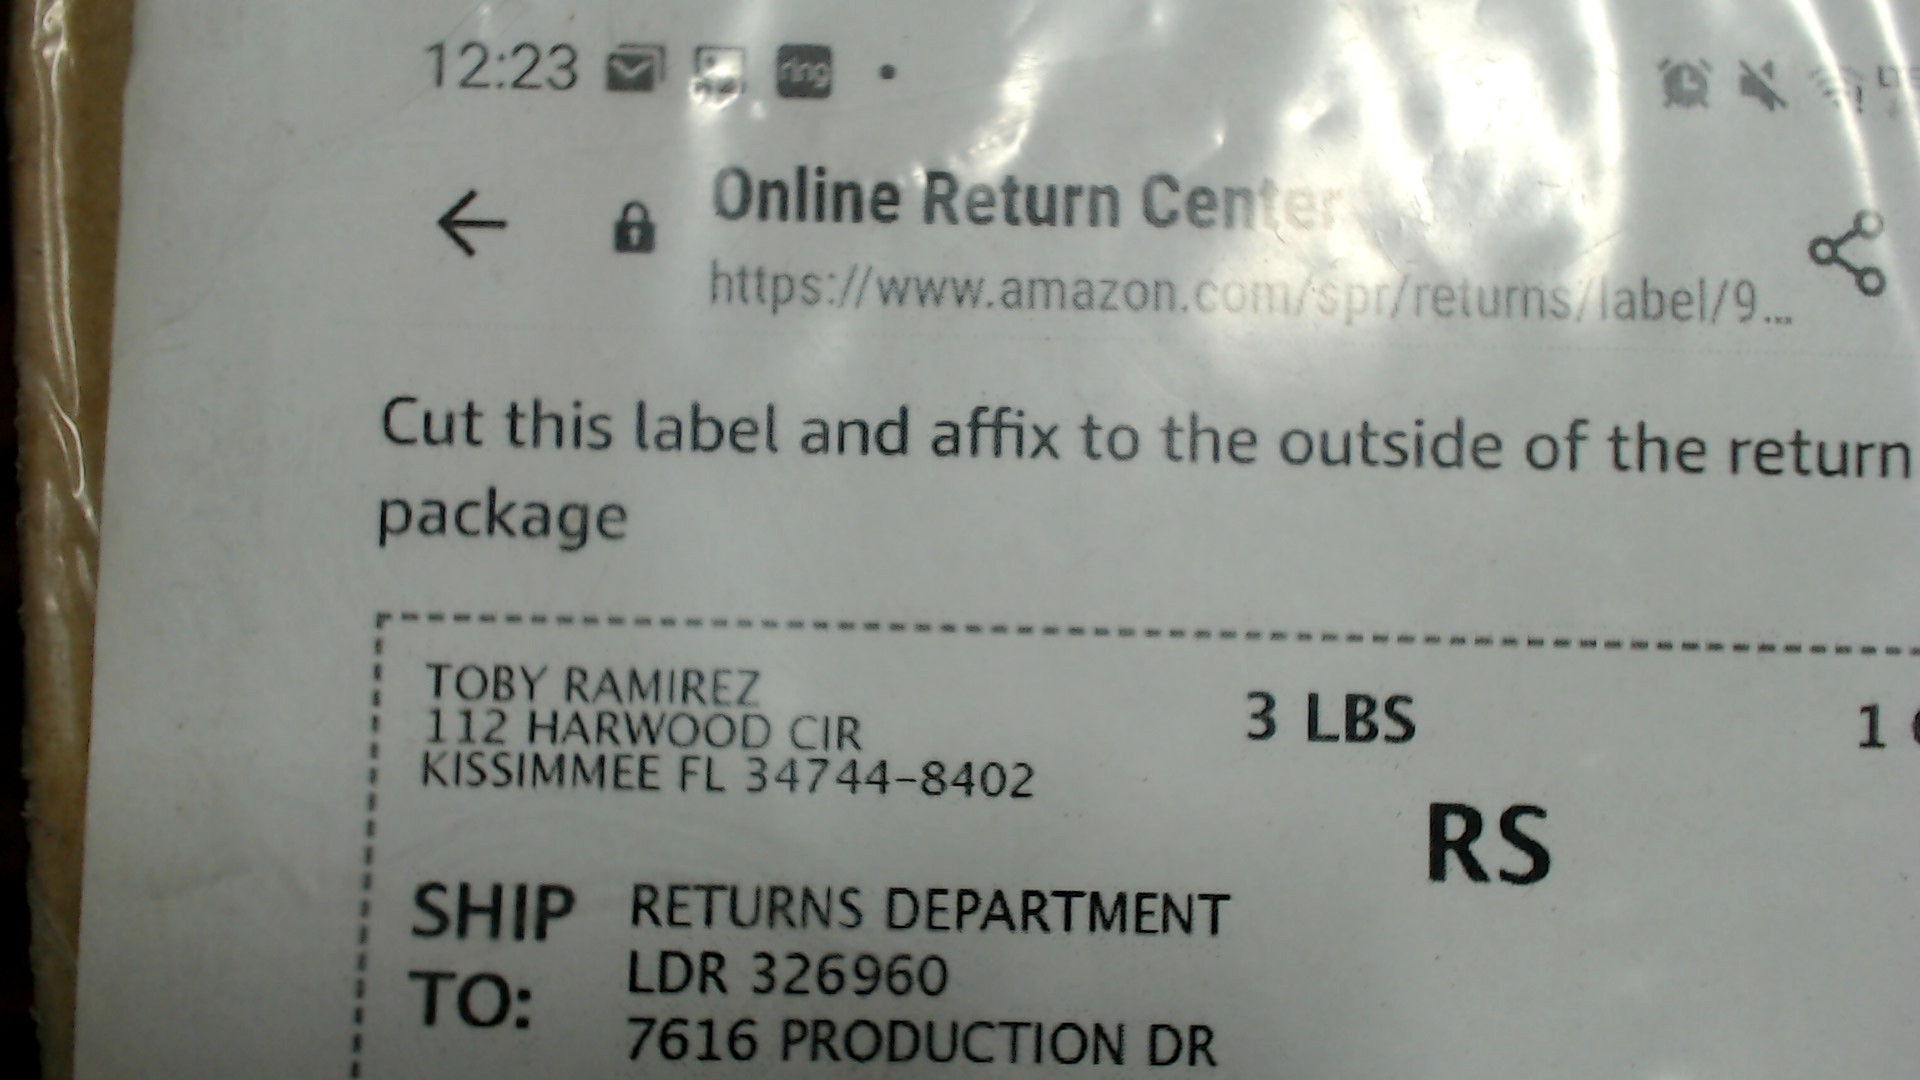 12:23 ring
Online Return Center
https://www.amazon.com/spr/returns/label/9...
Cut this label and affix to the outside of the return
package
TOBY RAMIREZ 3 LBS 1
112 HARWOOD CIR
KISSIMMEE FL 34744-8402
RS
SHIP RETURNS DEPARTMENT
LDR 326960
TO:
7616 PRODUCTION DR